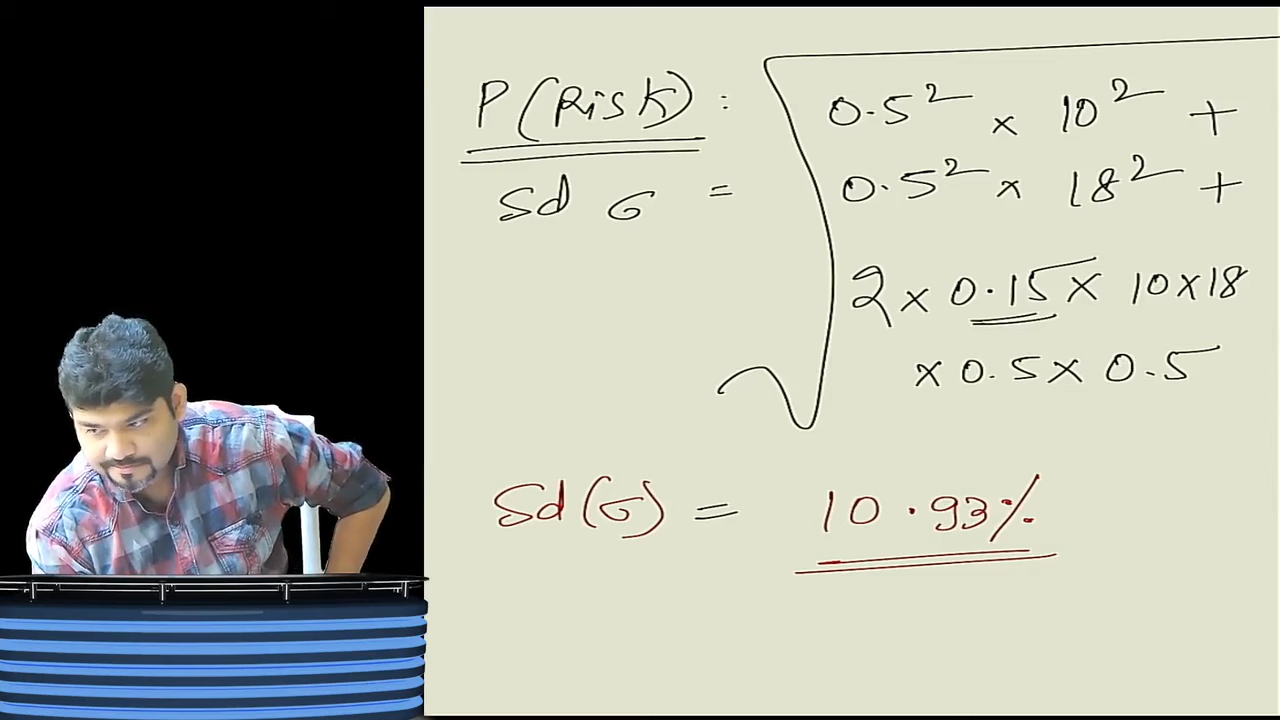 P(Risk) : 0.5² × 10² +
Sd σ = 0.5² × 18² +
2 × 0.15 × 10×18
× 0.5 × 0.5
Sd(σ) = 10.93%